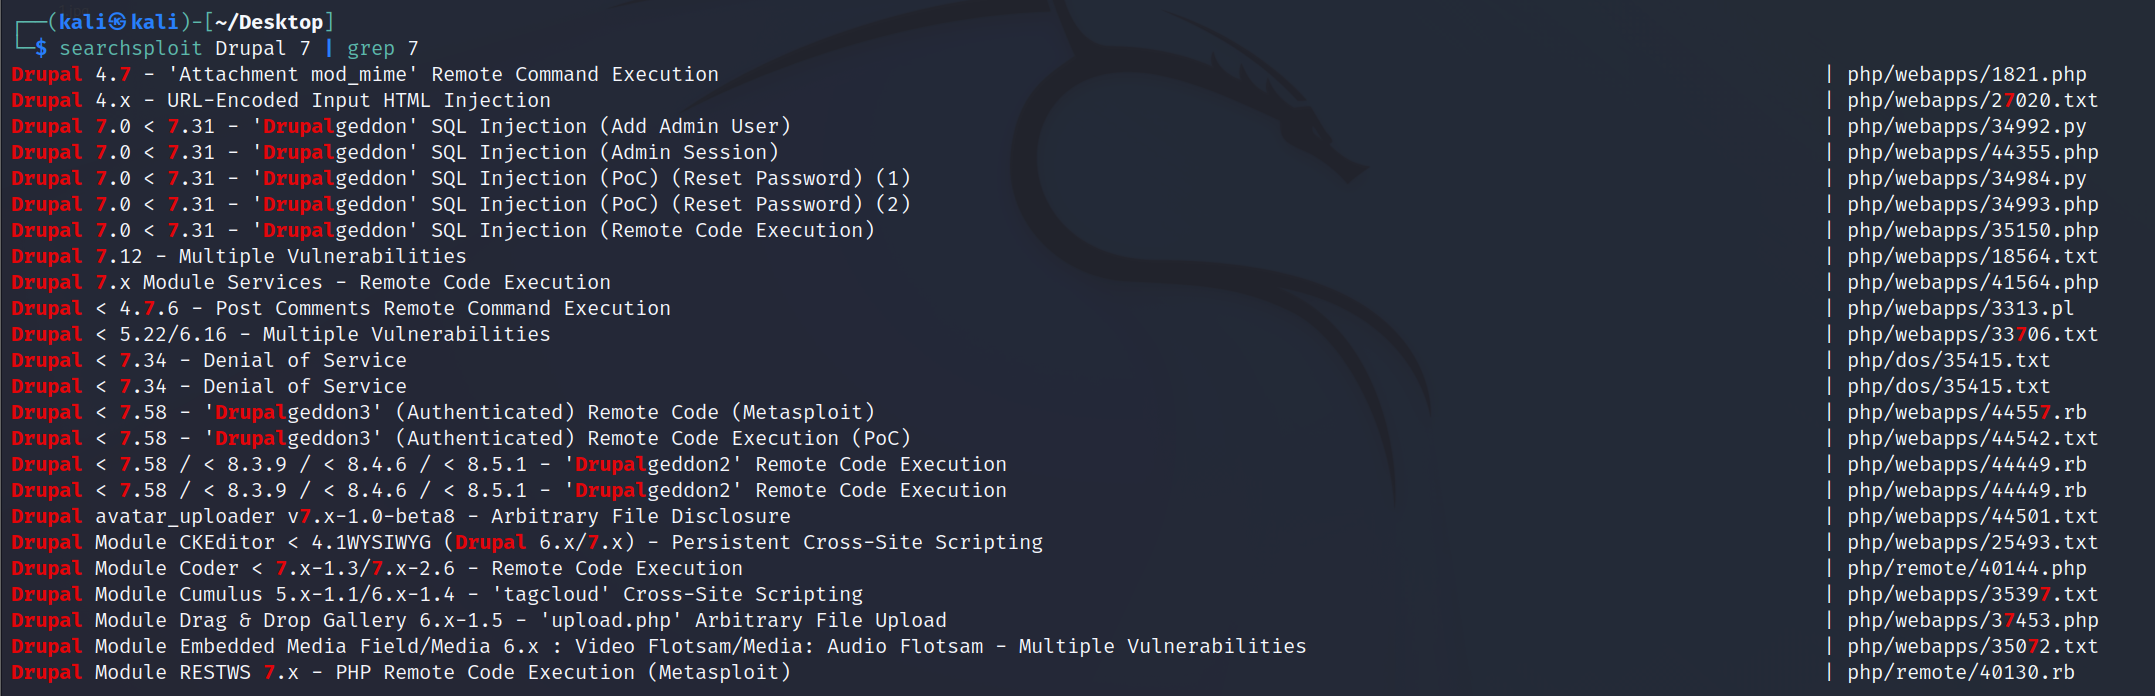 ┌──(kali㉿kali)-[~/Desktop]
└─$ searchsploit Drupal 7 | grep 7
Drupal 4.7 - 'Attachment mod_mime' Remote Command Execution | php/webapps/1821.php
Drupal 4.x - URL-Encoded Input HTML Injection | php/webapps/27020.txt
Drupal 7.0 < 7.31 - 'Drupalgeddon' SQL Injection (Add Admin User) | php/webapps/34992.py
Drupal 7.0 < 7.31 - 'Drupalgeddon' SQL Injection (Admin Session) | php/webapps/44355.php
Drupal 7.0 < 7.31 - 'Drupalgeddon' SQL Injection (PoC) (Reset Password) (1) | php/webapps/34984.py
Drupal 7.0 < 7.31 - 'Drupalgeddon' SQL Injection (PoC) (Reset Password) (2) | php/webapps/34993.php
Drupal 7.0 < 7.31 - 'Drupalgeddon' SQL Injection (Remote Code Execution) | php/webapps/35150.php
Drupal 7.12 - Multiple Vulnerabilities | php/webapps/18564.txt
Drupal 7.x Module Services - Remote Code Execution | php/webapps/41564.php
Drupal < 4.7.6 - Post Comments Remote Command Execution | php/webapps/3313.pl
Drupal < 5.22/6.16 - Multiple Vulnerabilities | php/webapps/33706.txt
Drupal < 7.34 - Denial of Service | php/dos/35415.txt
Drupal < 7.34 - Denial of Service | php/dos/35415.txt
Drupal < 7.58 - 'Drupalgeddon3' (Authenticated) Remote Code (Metasploit) | php/webapps/44557.rb
Drupal < 7.58 - 'Drupalgeddon3' (Authenticated) Remote Code Execution (PoC) | php/webapps/44542.txt
Drupal < 7.58 / < 8.3.9 / < 8.4.6 / < 8.5.1 - 'Drupalgeddon2' Remote Code Execution | php/webapps/44449.rb
Drupal < 7.58 / < 8.3.9 / < 8.4.6 / < 8.5.1 - 'Drupalgeddon2' Remote Code Execution | php/webapps/44449.rb
Drupal avatar_uploader v7.x-1.0-beta8 - Arbitrary File Disclosure | php/webapps/44501.txt
Drupal Module CKEditor < 4.1WYSIWYG (Drupal 6.x/7.x) - Persistent Cross-Site Scripting | php/webapps/25493.txt
Drupal Module Coder < 7.x-1.3/7.x-2.6 - Remote Code Execution | php/remote/40144.php
Drupal Module Cumulus 5.x-1.1/6.x-1.4 - 'tagcloud' Cross-Site Scripting | php/webapps/35397.txt
Drupal Module Drag & Drop Gallery 6.x-1.5 - 'upload.php' Arbitrary File Upload | php/webapps/37453.php
Drupal Module Embedded Media Field/Media 6.x : Video Flotsam/Media: Audio Flotsam - Multiple Vulnerabilities | php/webapps/35072.txt
Drupal Module RESTWS 7.x - PHP Remote Code Execution (Metasploit) | php/remote/40130.rb